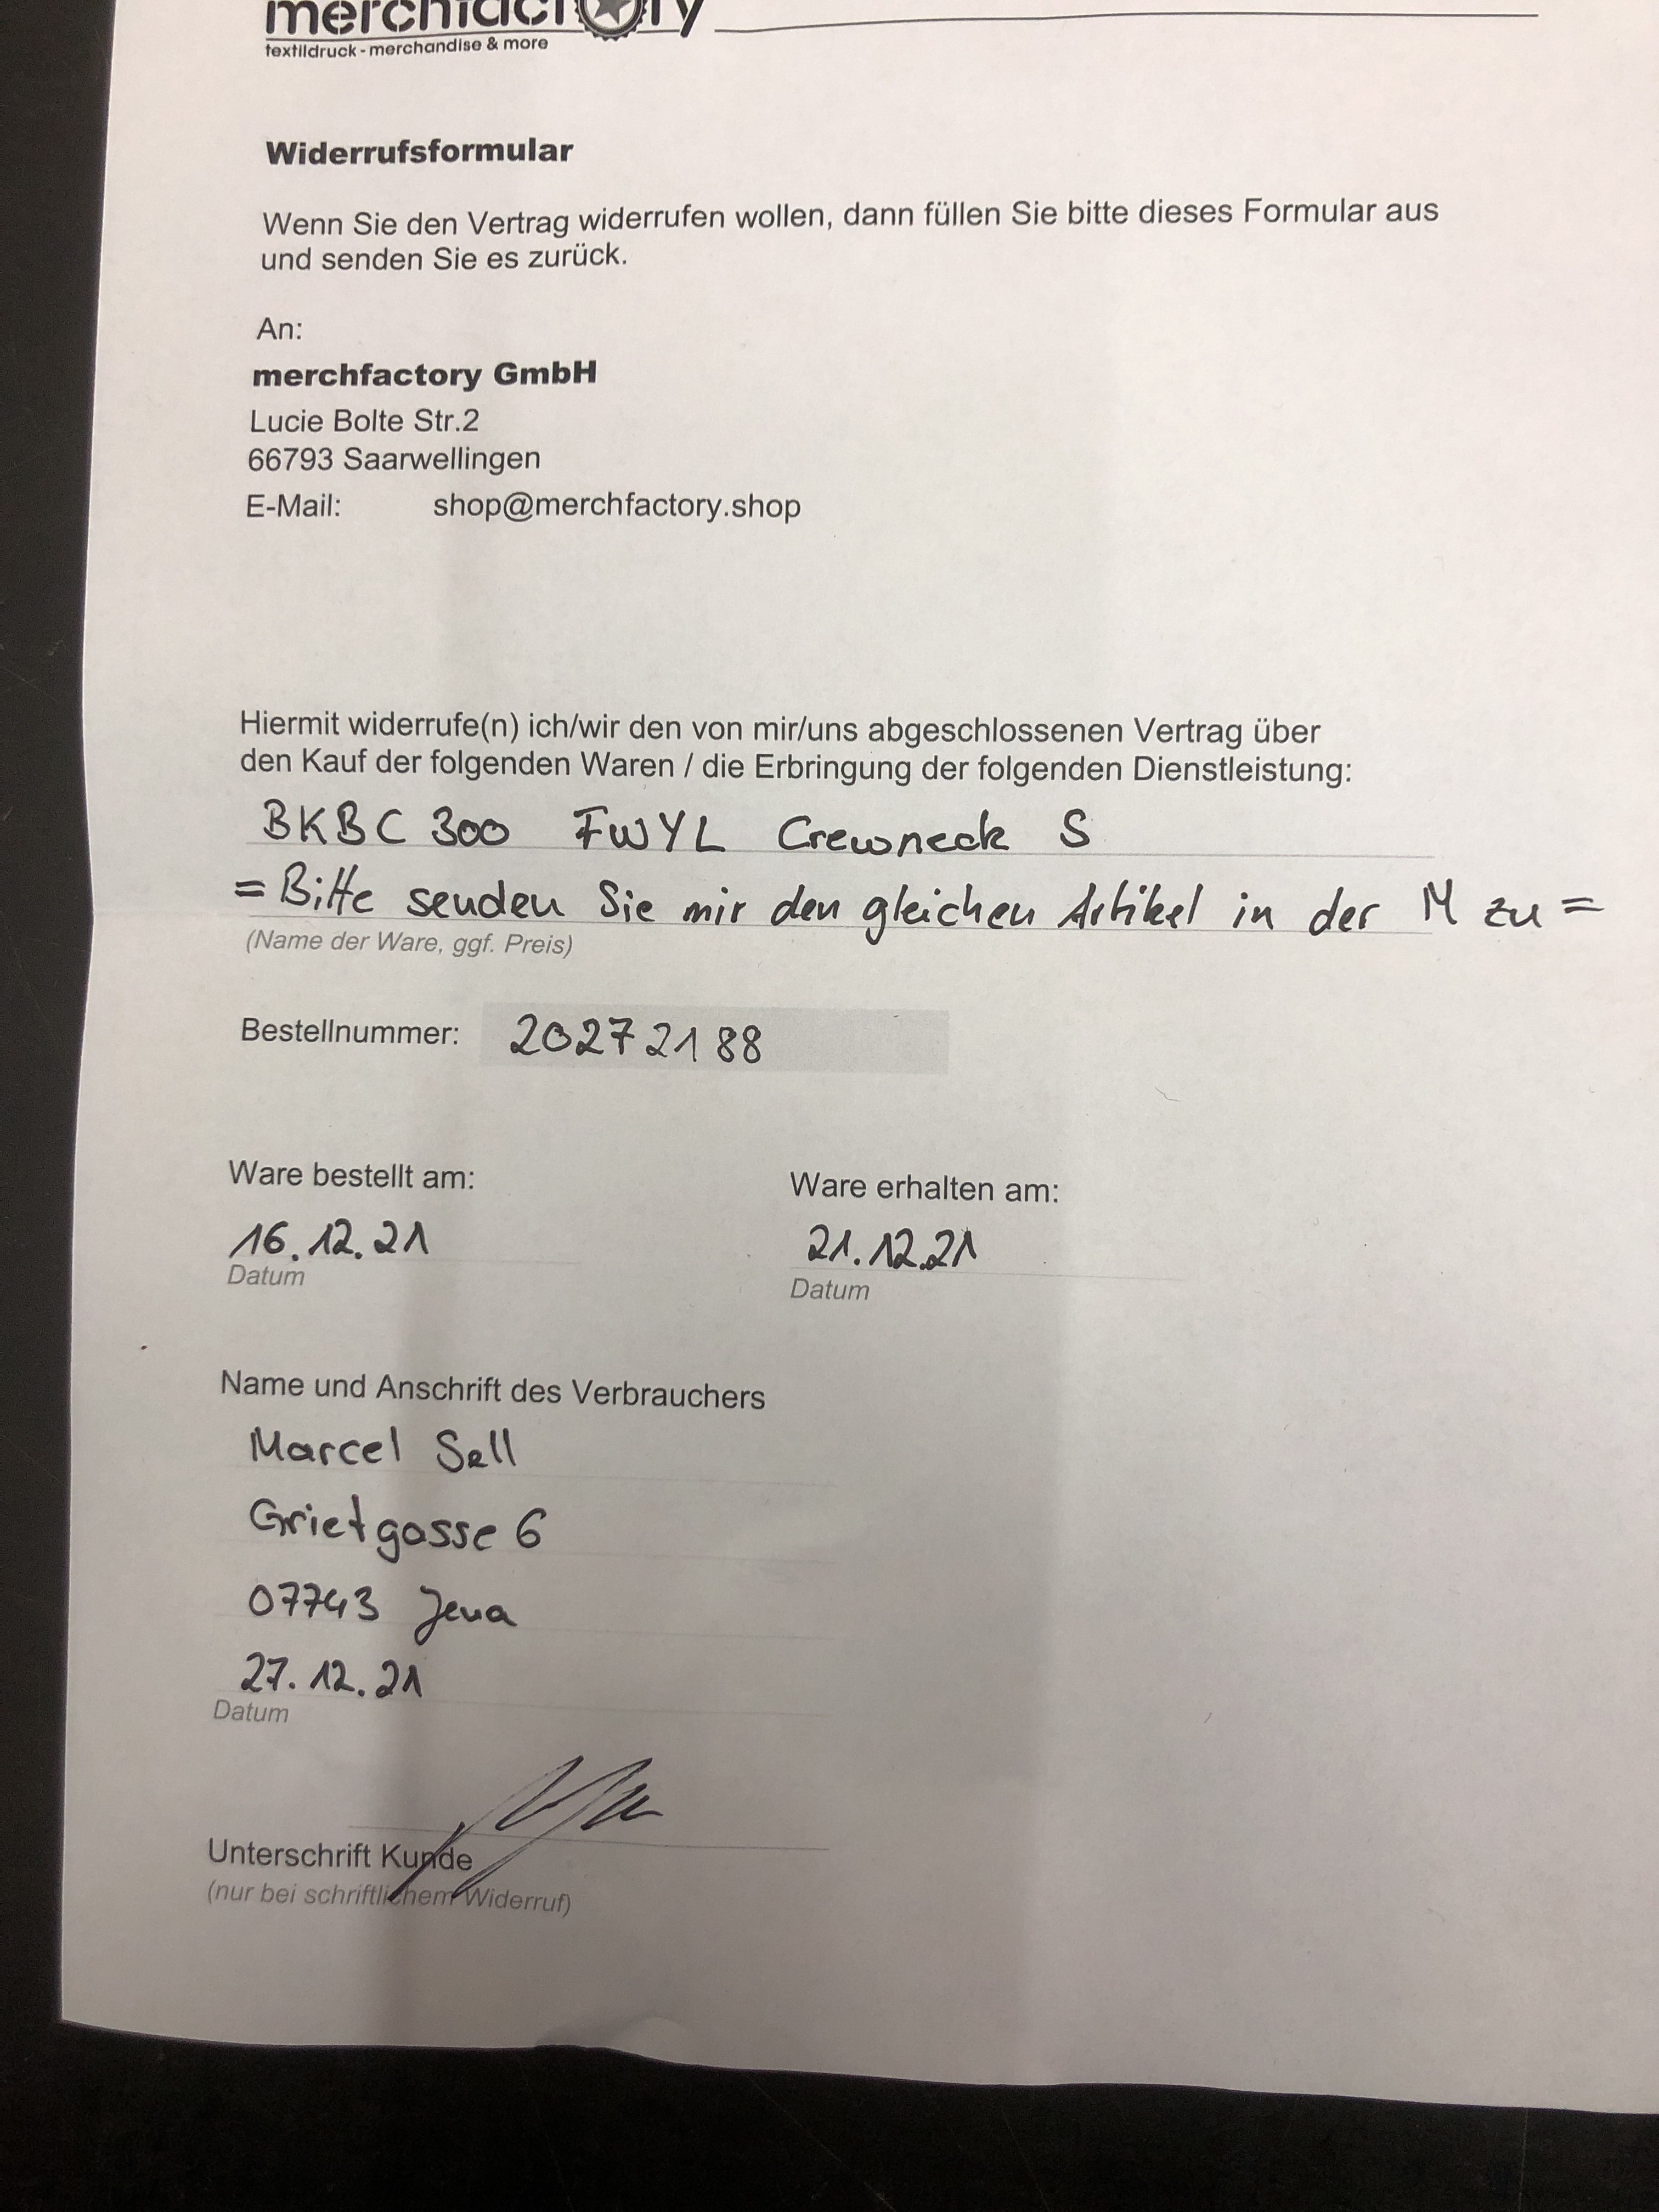 merchfactory
textildruck - merchandise & more
Widerrufsformular
Wenn Sie den Vertrag widerrufen wollen, dann füllen Sie bitte dieses Formular aus
und senden Sie es zurück.
An:
merchfactory GmbH
Lucie Bolte Str.2
66793 Saarwellingen
E-Mail: shop@merchfactory.shop
Hiermit widerrufe(n) ich/wir den von mir/uns abgeschlossenen Vertrag über
den Kauf der folgenden Waren / die Erbringung der folgenden Dienstleistung:
BKBC 300 FWYL Crewneck S
= Bitte senden Sie mir den gleichen Artikel in der M zu =
(Name der Ware, ggf. Preis)
Bestellnummer: 20272188
Ware bestellt am: Ware erhalten am:
16.12.21 21.12.21
Datum Datum
Name und Anschrift des Verbrauchers
Marcel Sell
Grietgasse 6
07743 Jena
27.12.21
Datum
Unterschrift Kunde
(nur bei schriftlichem Widerruf)